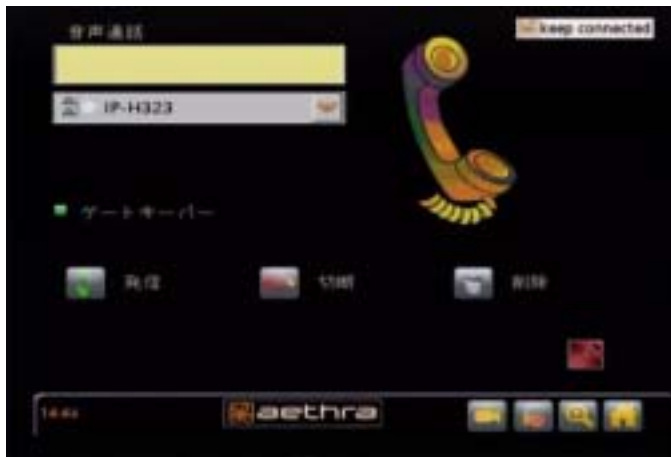 音声通話
keep connected
IP-H323
ゲートキーパー
発信 切断 削除
aethra